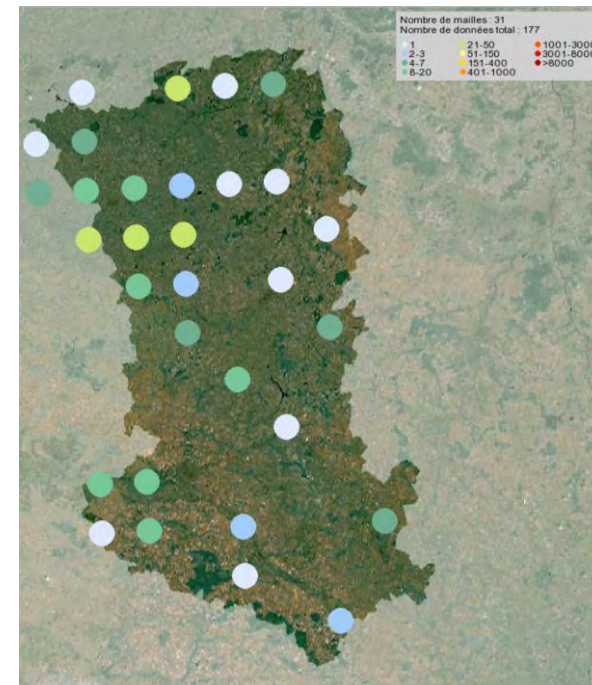 Nombre de mailles : 31
Nombre de données total : 177
1 21-50 1001-3000
2-3 51-150 3001-8000
4-7 151-400 >8000
8-20 401-1000